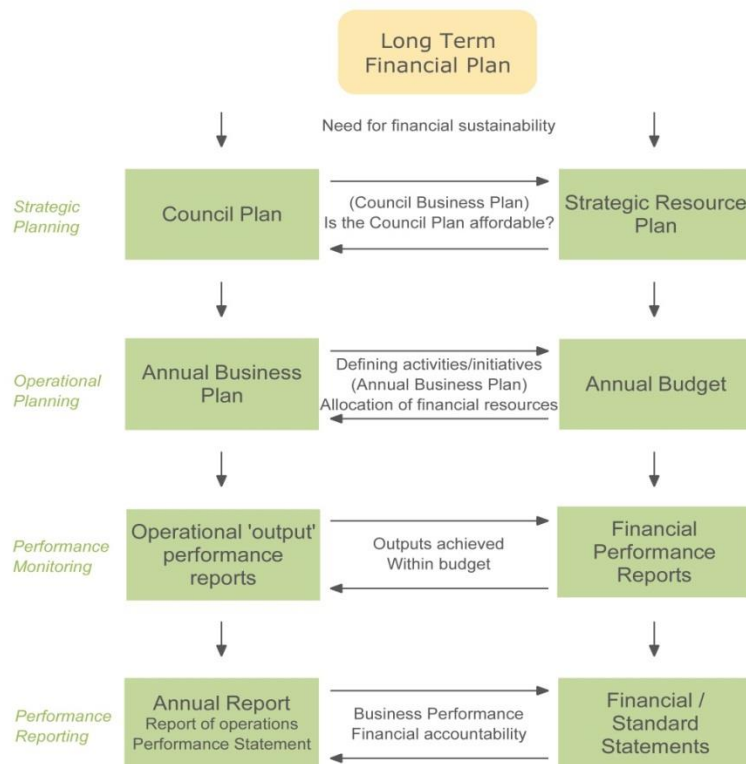 Long Term
Financial Plan
Need for financial sustainability
Strategic
Planning
Council Plan
(Council Business Plan)
Is the Council Plan affordable?
Strategic Resource
Plan
Operational
Planning
Annual Business
Plan
Defining activities/initiatives
(Annual Business Plan)
Allocation of financial resources
Annual Budget
Performance
Monitoring
Operational 'output'
performance
reports
Outputs achieved
Within budget
Financial
Performance
Reports
Performance
Reporting
Annual Report
Report of operations
Performance Statement
Business Performance
Financial accountability
Financial /
Standard
Statements